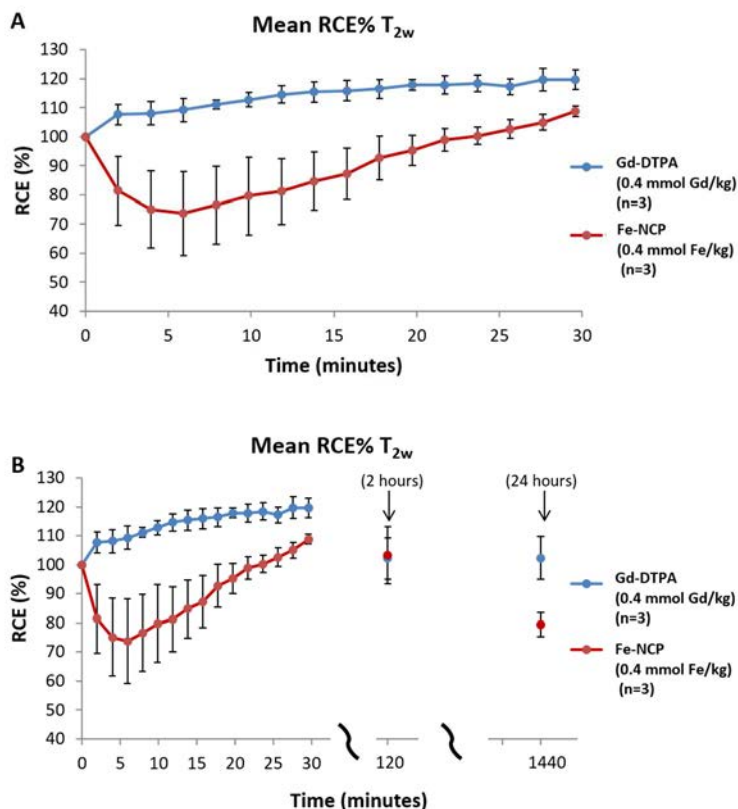 A
Mean RCE% T2w
130
120
110
100
90
80
70
60
50
40
RCE (%)
0
5
10
15
20
25
30
Time (minutes)
Gd-DTPA
(0.4 mmol Gd/kg)
(n=3)
Fe-NCP
(0.4 mmol Fe/kg)
(n=3)
B
Mean RCE% T2w
130
120
110
100
90
80
70
60
50
40
RCE (%)
(2 hours)
(24 hours)
0
5
10
15
20
25
30
120
1440
Time (minutes)
Gd-DTPA
(0.4 mmol Gd/kg)
(n=3)
Fe-NCP
(0.4 mmol Fe/kg)
(n=3)